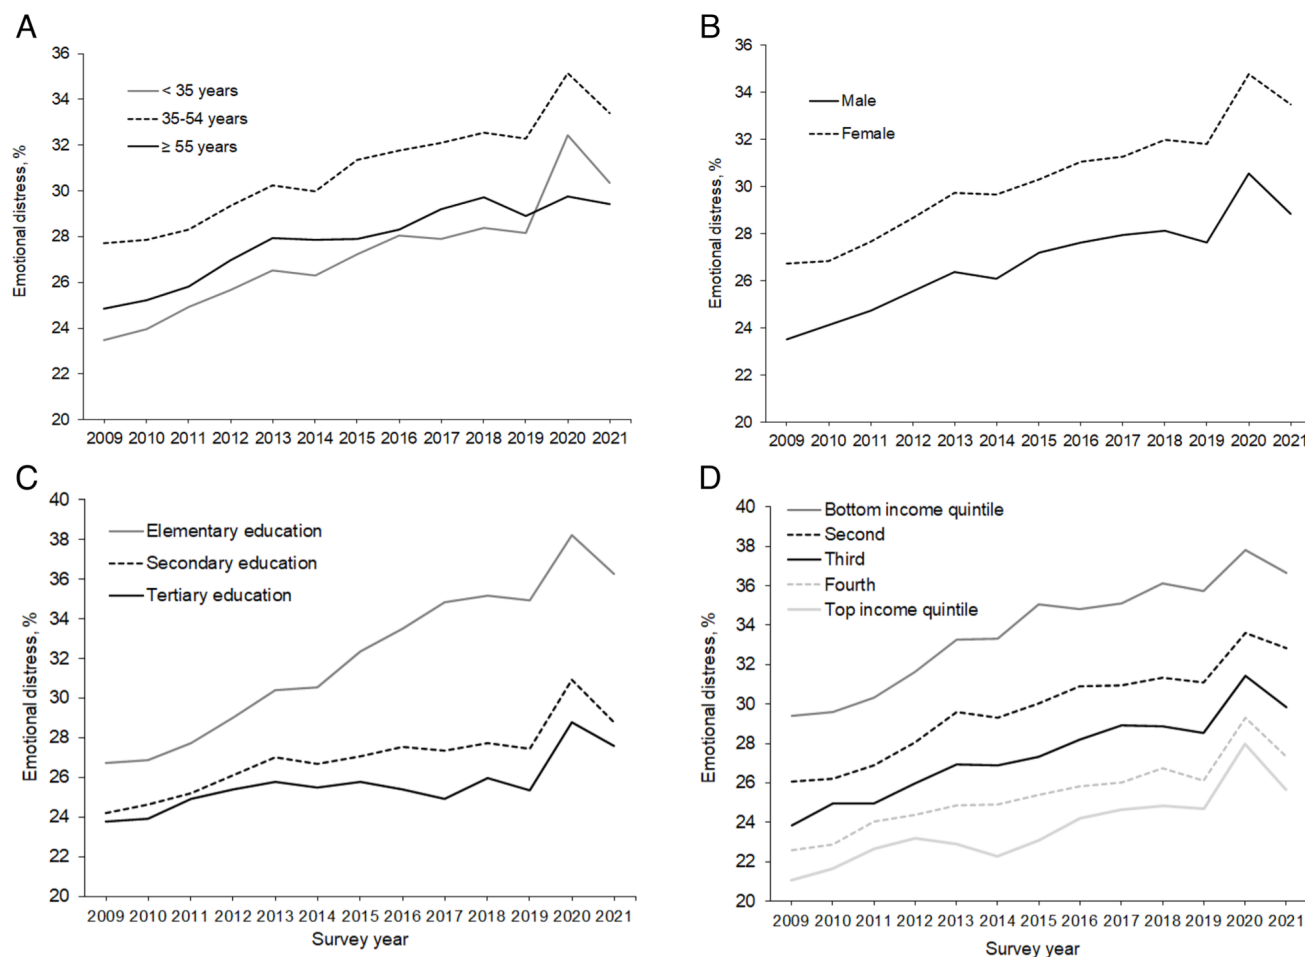 A
Emotional distress, %
36
34
32
30
28
26
24
22
20
< 35 years
35-54 years
≥ 55 years
2009 2010 2011 2012 2013 2014 2015 2016 2017 2018 2019 2020 2021
B
Emotional distress, %
36
34
32
30
28
26
24
22
20
Male
Female
2009 2010 2011 2012 2013 2014 2015 2016 2017 2018 2019 2020 2021
C
Emotional distress, %
40
38
36
34
32
30
28
26
24
22
20
Elementary education
Secondary education
Tertiary education
2009 2010 2011 2012 2013 2014 2015 2016 2017 2018 2019 2020 2021
Survey year
D
Emotional distress, %
40
38
36
34
32
30
28
26
24
22
20
Bottom income quintile
Second
Third
Fourth
Top income quintile
2009 2010 2011 2012 2013 2014 2015 2016 2017 2018 2019 2020 2021
Survey year